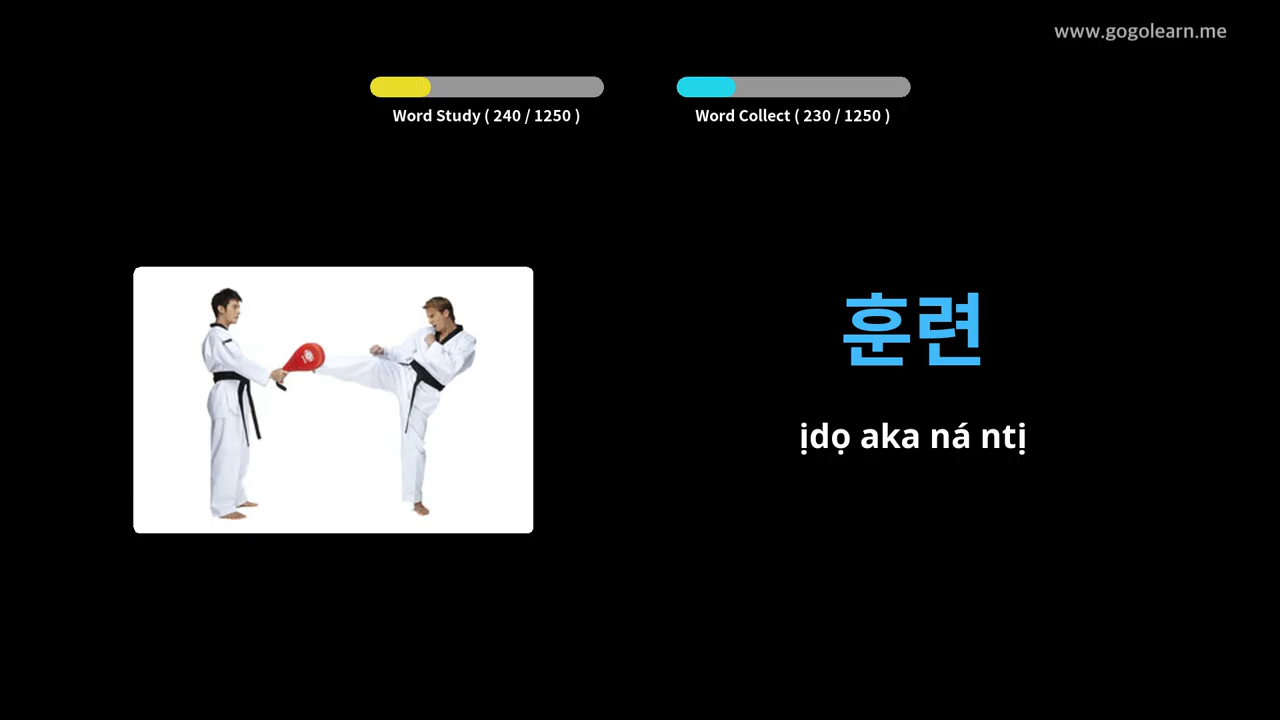 www.gogolearn.me
Word Study ( 240 / 1250 )
Word Collect ( 230 / 1250 )
훈련
ịdọ aka ná ntị